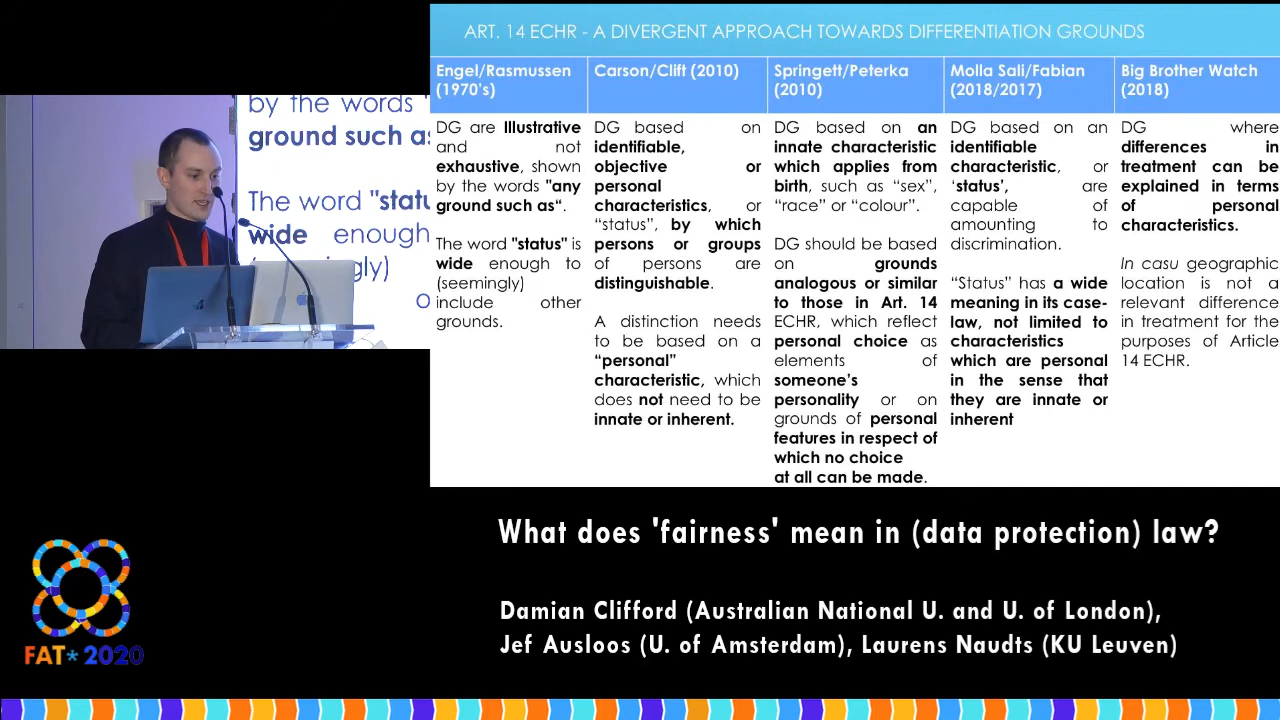 by the words "
ground such as
The word "statu
wide enough
gly)
o
ART. 14 ECHR - A DIVERGENT APPROACH TOWARDS DIFFERENTIATION GROUNDS
Engel/Rasmussen
(1970's)
DG are Illustrative
and not
exhaustive, shown
by the words "any
ground such as".
The word "status" is
wide enough to
(seemingly)
include other
grounds.
Carson/Clift (2010)
DG based on
identifiable,
objective or
personal
characteristics, or
"status", by which
persons or groups
of persons are
distinguishable.
A distinction needs
to be based on a
"personal"
characteristic, which
does not need to be
innate or inherent.
Springett/Peterka
(2010)
DG based on an
innate characteristic
which applies from
birth, such as "sex",
"race" or "colour".
DG should be based
on grounds
analogous or similar
to those in Art. 14
ECHR, which reflect
personal choice as
elements of
someone's
personality or on
grounds of personal
features in respect of
which no choice
at all can be made.
Molla Sali/Fabian
(2018/2017)
DG based on an
identifiable
characteristic, or
'status', are
capable of
amounting to
discrimination.
"Status" has a wide
meaning in its case-
law, not limited to
characteristics
which are personal
in the sense that
they are innate or
inherent
Big Brother Watch
(2018)
DG where
differences in
treatment can be
explained in terms
of personal
characteristics.
In casu geographic
location is not a
relevant difference
in treatment for the
purposes of Article
14 ECHR.
What does 'fairness' mean in (data protection) law?
Damian Clifford (Australian National U. and U. of London),
Jef Ausloos (U. of Amsterdam), Laurens Naudts (KU Leuven)
FAT* 2020